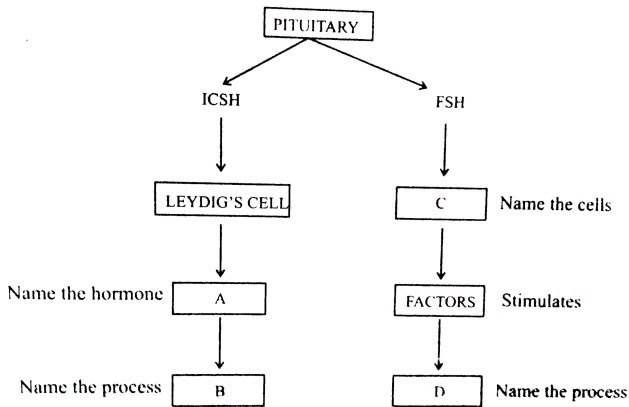 PITUITARY
ICSH
FSH
LEYDIG'S CELL
C
Name the cells
Name the hormone
A
FACTORS
Stimulates
Name the process
B
D
Name the process